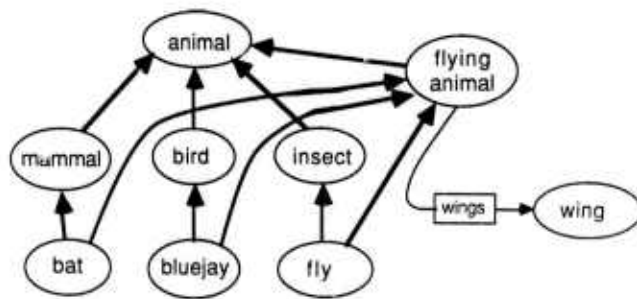 animal
flying
animal
mammal
bird
insect
wings
wing
bat
bluejay
fly